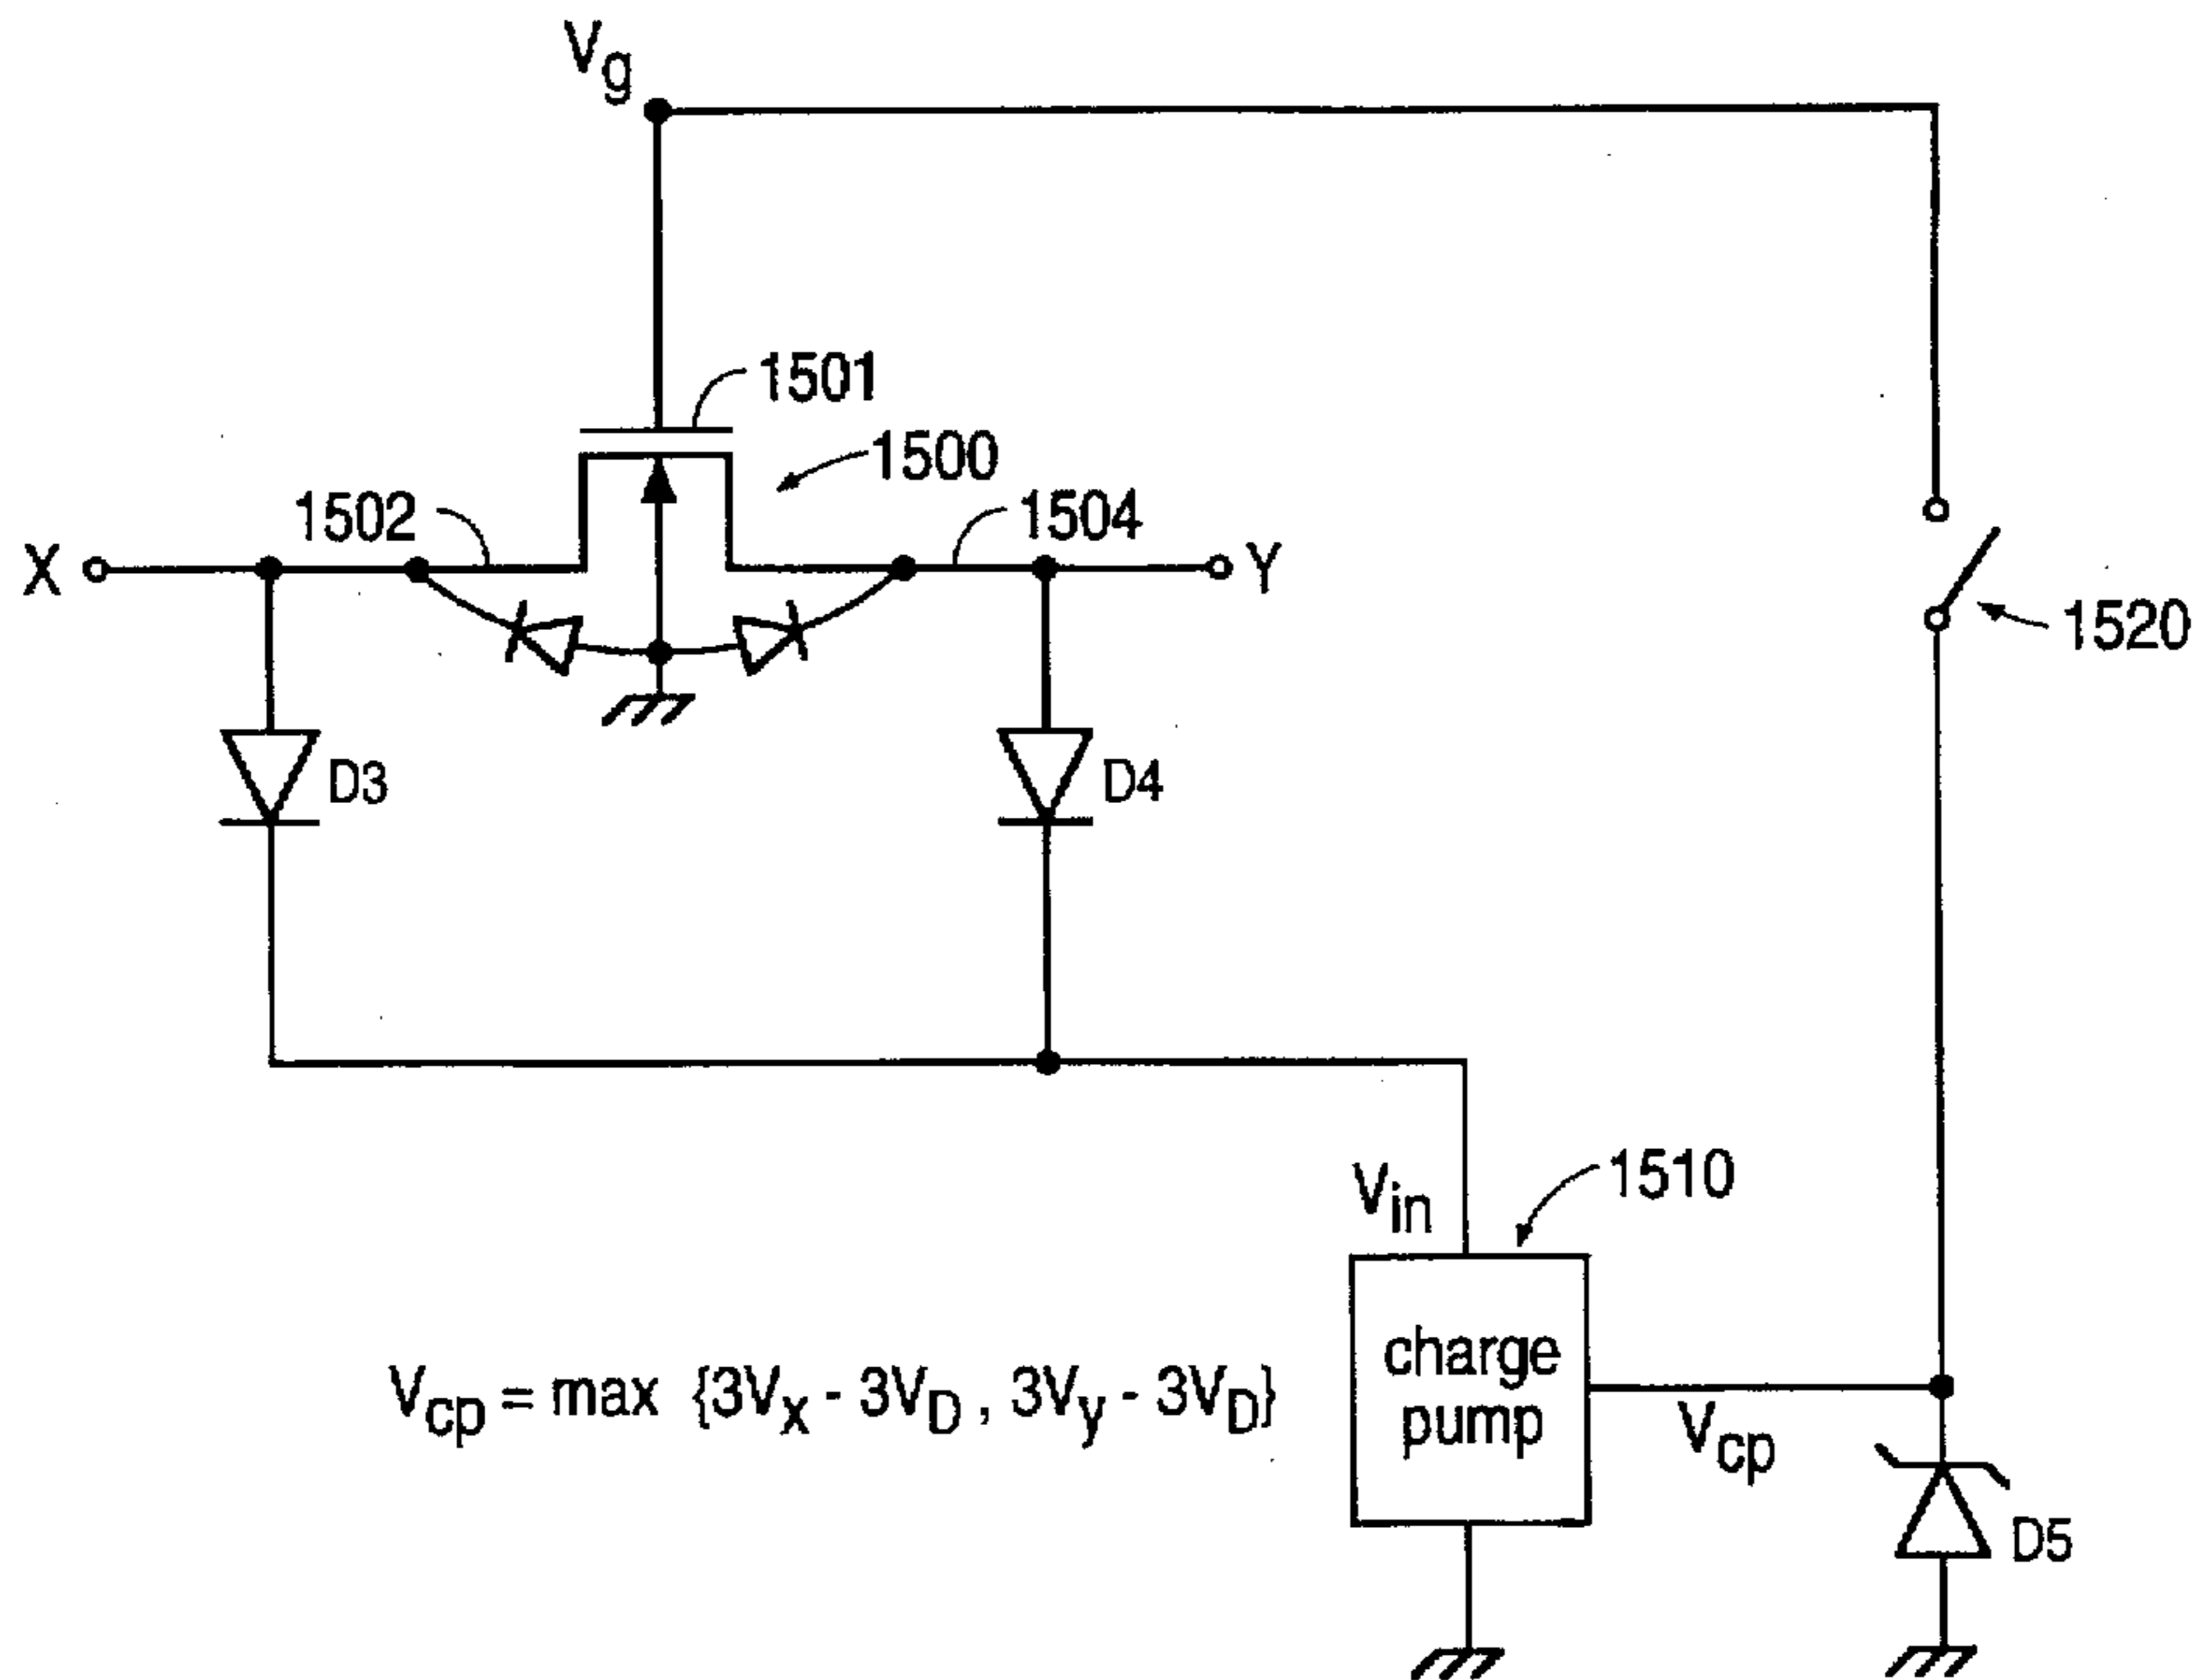 Vg
1501
1500
1502
1504
X
Y
1520
D3
D4
Vin
1510
charge
pump
Vcp = max {3Vx - 3VD , 3Vy - 3VD}
Vcp
D5